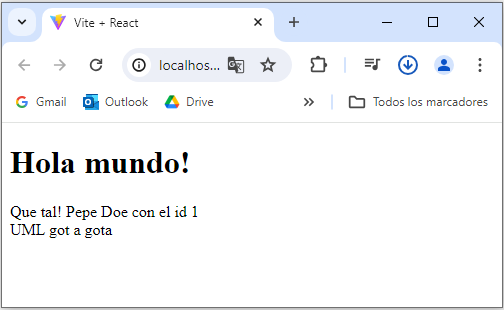 Vite + React
localhos...
Gmail
Outlook
Drive
Todos los marcadores
Hola mundo!
Que tal! Pepe Doe con el id 1
UML got a gota